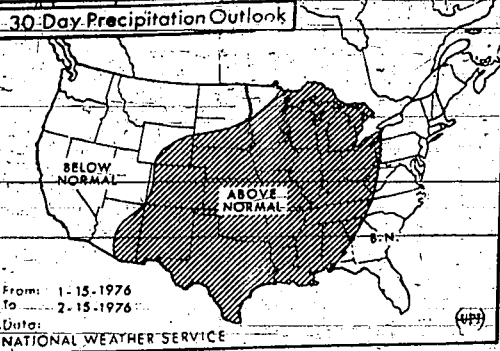 30 Day Precipitation Outlook
BELOW
NORMAL
ABOVE
NORMAL
B.N.
From: 1-15-1976
To 2-15-1976
Data:
NATIONAL WEATHER SERVICE
UPI